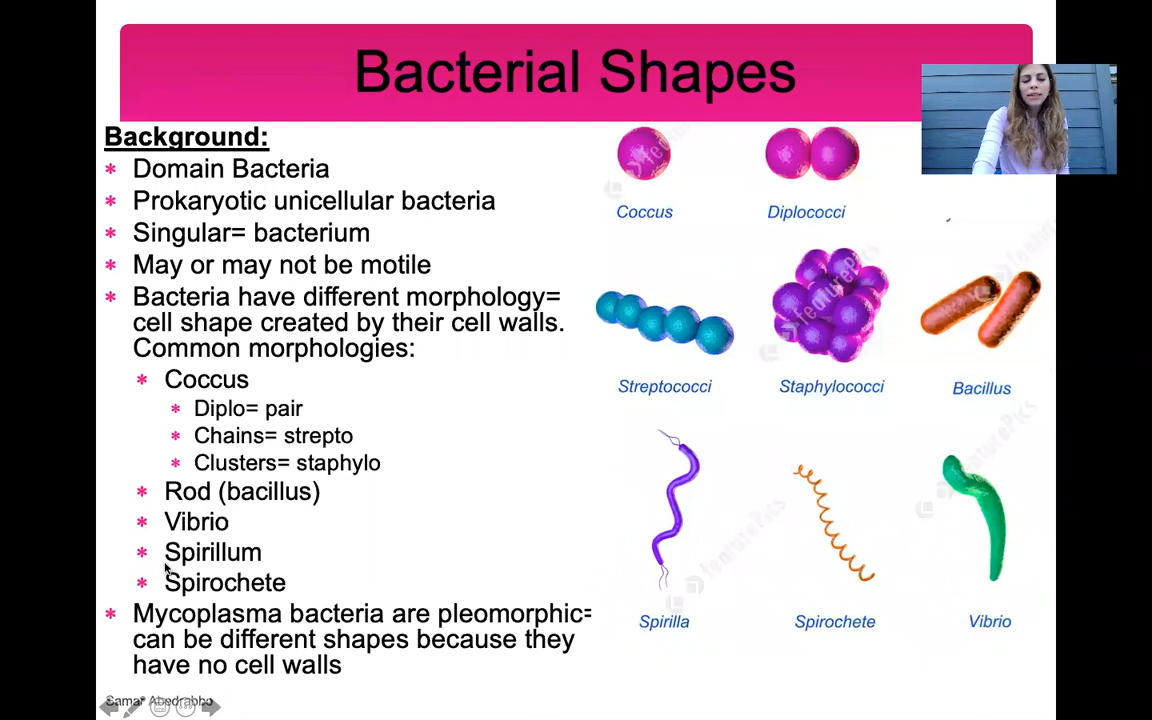 Bacterial Shapes
Background:
* Domain Bacteria
* Prokaryotic unicellular bacteria
* Singular= bacterium
* May or may not be motile
* Bacteria have different morphology=
cell shape created by their cell walls.
Common morphologies:
* Coccus
* Diplo= pair
* Chains= strepto
* Clusters= staphylo
* Rod (bacillus)
* Vibrio
* Spirillum
* Spirochete
* Mycoplasma bacteria are pleomorphic=
can be different shapes because they
have no cell walls
Coccus
Diplococci
Streptococci
Staphylococci
Bacillus
Spirilla
Spirochete
Vibrio
featurePics
Samar Abedrabbo